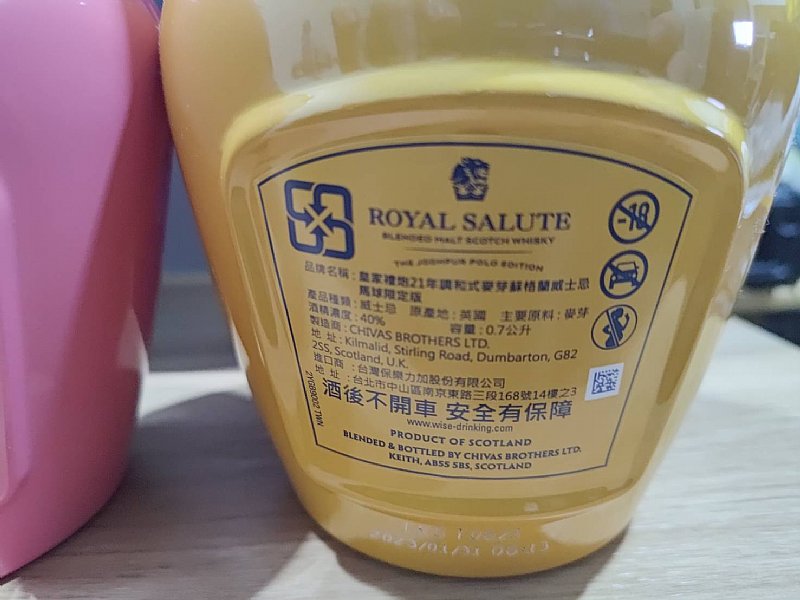 ROYAL SALUTE
BLENDED MALT SCOTCH WHISKY
THE JODHPUR POLO EDITION
品牌名稱：皇家禮炮21年調和式麥芽蘇格蘭威士忌
馬球限定版
產品種類：威士忌 原產地：英國 主要原料：麥芽
酒精濃度：40% 容量：0.7公升
製造商：CHIVAS BROTHERS LTD.
地 址：Kilmalid, Stirling Road, Dumbarton, G82
2SS, Scotland, U.K.
進口商 ：台灣保樂力加股份有限公司
地 址 ：台北市中山區南京東路三段168號14樓之3
酒後不開車 安全有保障
www.wise-drinking.com
PRODUCT OF SCOTLAND
BLENDED & BOTTLED BY CHIVAS BROTHERS LTD.
KEITH, AB55 5BS, SCOTLAND